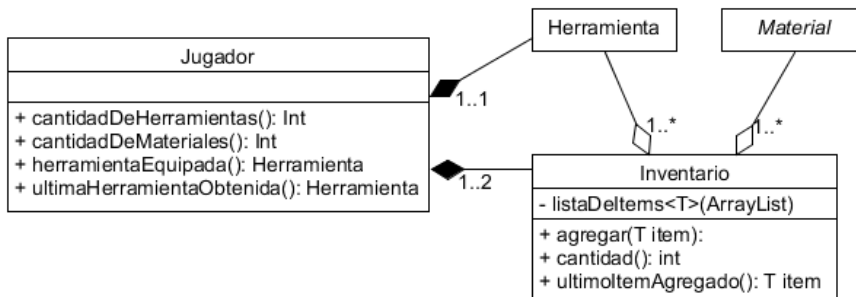 Jugador
+ cantidadDeHerramientas(): Int
+ cantidadDeMateriales(): Int
+ herramientaEquipada(): Herramienta
+ ultimaHerramientaObtenida(): Herramienta
Herramienta
Material
1..1
1..2
1..*
1..*
Inventario
- listaDeItems<T>(ArrayList)
+ agregar(T item):
+ cantidad(): int
+ ultimoItemAgregado(): T item